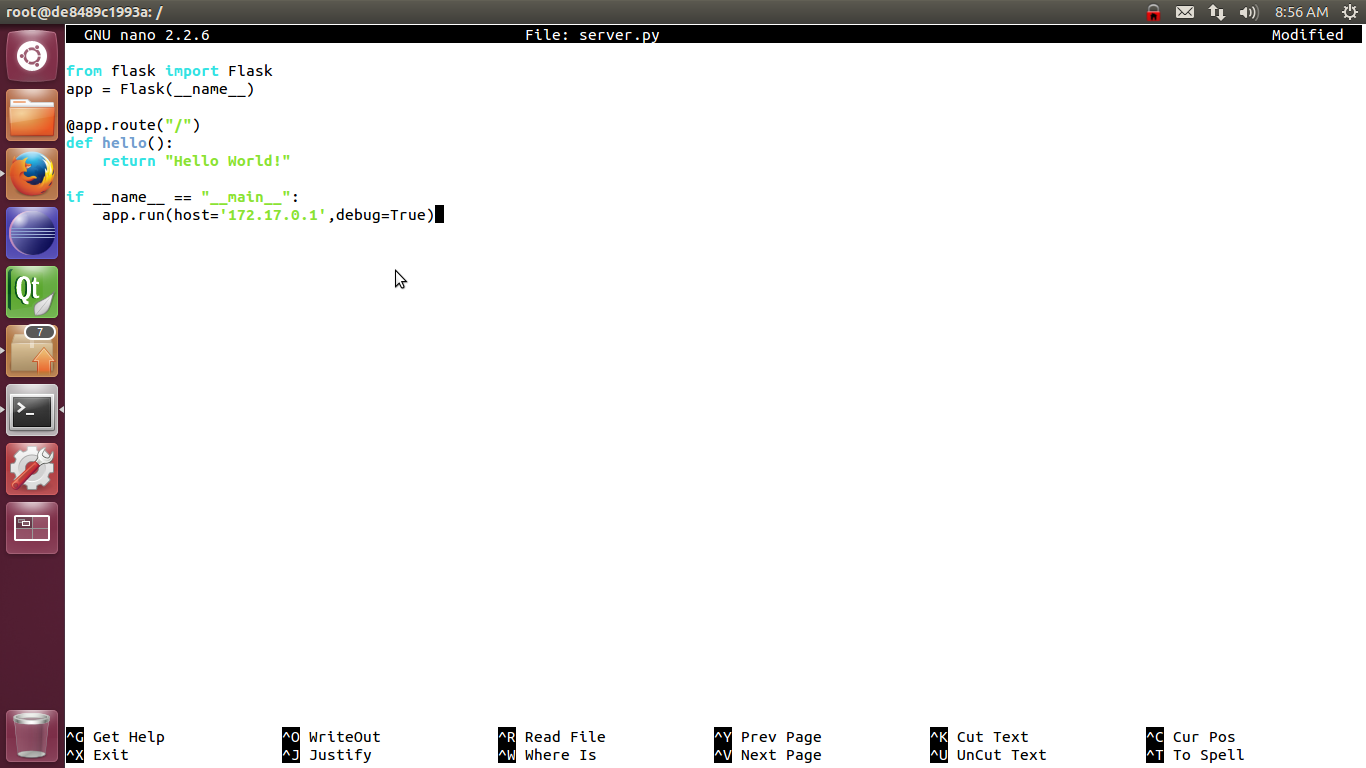 root@de8489c1993a: /
8:56 AM
GNU nano 2.2.6 File: server.py Modified
from flask import Flask
app = Flask(__name__)
@app.route("/")
def hello():
    return "Hello World!"
if __name__ == "__main__":
    app.run(host='172.17.0.1',debug=True)
Qt
7
>_
^G Get Help ^O WriteOut ^R Read File ^Y Prev Page ^K Cut Text ^C Cur Pos
^X Exit ^J Justify ^W Where Is ^V Next Page ^U UnCut Text ^T To Spell